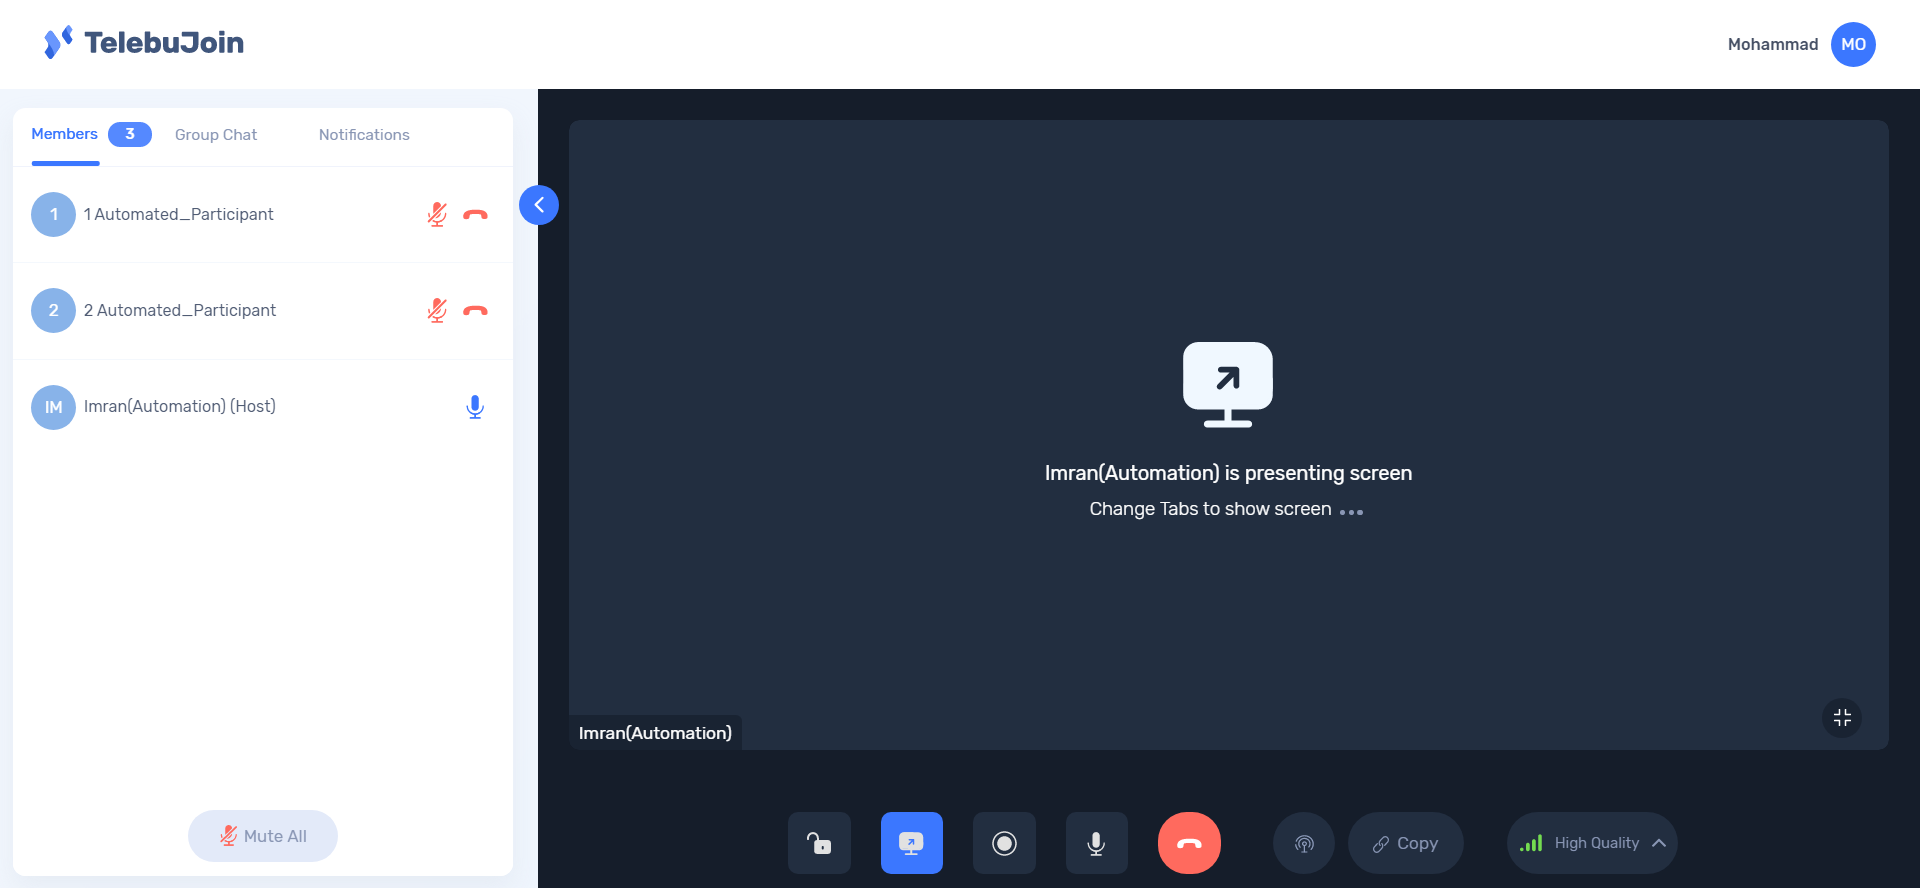 TelebuJoin
Mohammad MO
Members 3 Group Chat Notifications
1 1 Automated_Participant
2 2 Automated_Participant
IM Imran(Automation) (Host)
Mute All
Imran(Automation) is presenting screen
Change Tabs to show screen
Imran(Automation)
Copy
High Quality